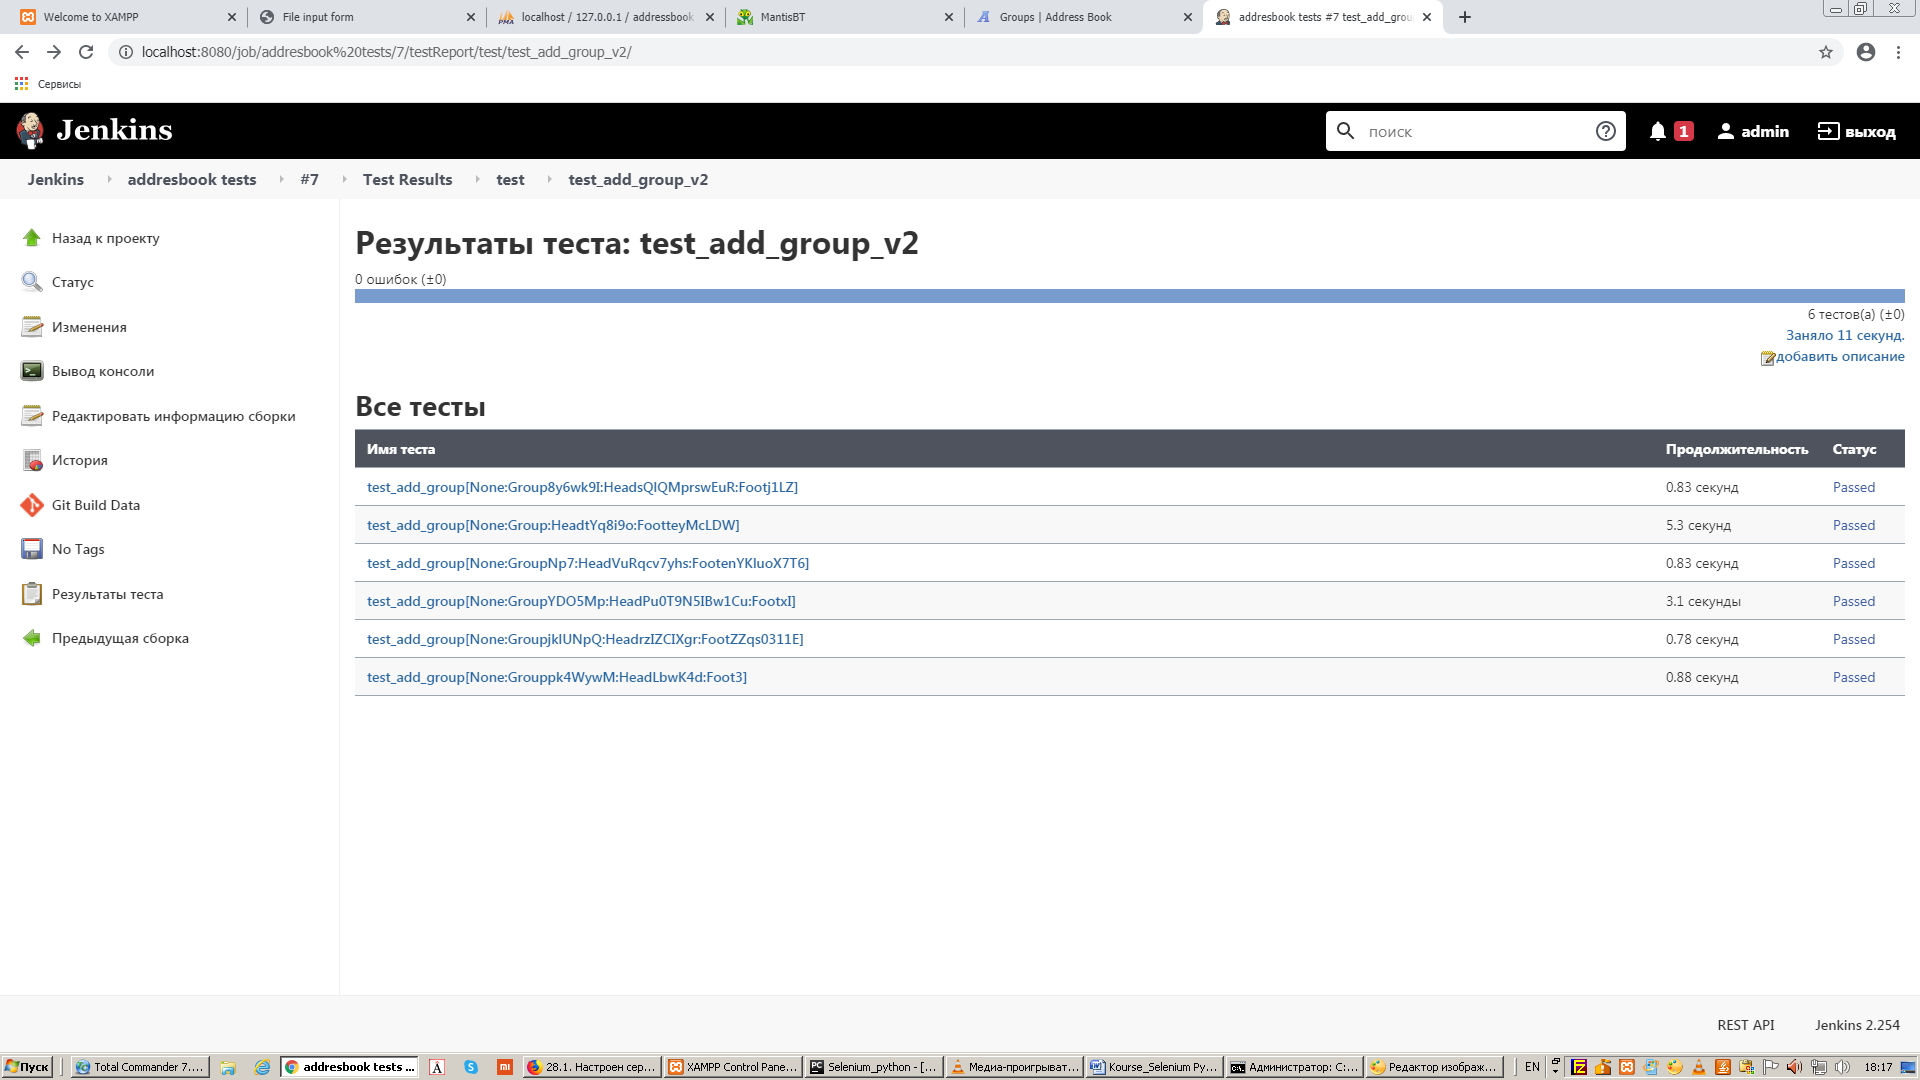 Welcome to XAMPP
File input form
localhost / 127.0.0.1 / addressbook
MantisBT
Groups | Address Book
addresbook tests #7 test_add_grou
localhost:8080/job/addresbook%20tests/7/testReport/test/test_add_group_v2/
Сервисы
Jenkins
поиск
1
admin
выход
Jenkins
addresbook tests
#7
Test Results
test
test_add_group_v2
Назад к проекту
Статус
Изменения
Вывод консоли
Редактировать информацию сборки
История
Git Build Data
No Tags
Результаты теста
Предыдущая сборка
Результаты теста: test_add_group_v2
0 ошибок (±0)
6 тестов(а) (±0)
Заняло 11 секунд.
добавить описание
Все тесты
Имя теста Продолжительность Статус
test_add_group[None:Group8y6wk9I:HeadsQlQMprswEuR:Footj1LZ] 0.83 секунд Passed
test_add_group[None:Group:HeadtYq8i9o:FootteyMcLDW] 5.3 секунд Passed
test_add_group[None:GroupNp7:HeadVuRqcv7yhs:FootenYKluoX7T6] 0.83 секунд Passed
test_add_group[None:GroupYDO5Mp:HeadPu0T9N5IBw1Cu:FootxI] 3.1 секунды Passed
test_add_group[None:GroupjklUNpQ:HeadrzIZCIXgr:FootZZqs0311E] 0.78 секунд Passed
test_add_group[None:Grouppk4WywM:HeadLbwK4d:Foot3] 0.88 секунд Passed
REST API
Jenkins 2.254
Пуск
Total Commander 7....
addresbook tests ...
28.1. Настроен сер...
XAMPP Control Pane...
Selenium_python - [...
Медиа-проигрыват...
Kourse_Selenium Py...
Администратор: C:...
Редактор изображ...
EN
18:17